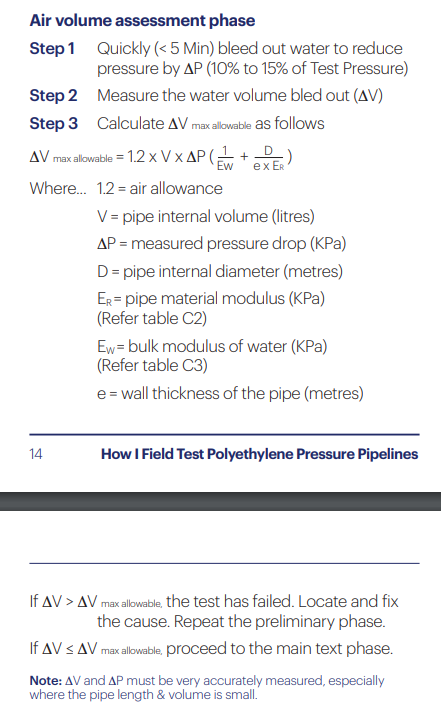 Air volume assessment phase
Step 1 Quickly (< 5 Min) bleed out water to reduce
pressure by ΔP (10% to 15% of Test Pressure)
Step 2 Measure the water volume bled out (ΔV)
Step 3 Calculate ΔV max allowable as follows
ΔV max allowable = 1.2 x V x ΔP ( 1/Ew + D/e x ER )
Where... 1.2 = air allowance
V = pipe internal volume (litres)
ΔP = measured pressure drop (KPa)
D = pipe internal diameter (metres)
ER = pipe material modulus (KPa)
(Refer table C2)
Ew = bulk modulus of water (KPa)
(Refer table C3)
e = wall thickness of the pipe (metres)
14 How I Field Test Polyethylene Pressure Pipelines
If ΔV > ΔV max allowable, the test has failed. Locate and fix
the cause. Repeat the preliminary phase.
If ΔV ≤ ΔV max allowable, proceed to the main text phase.
Note: ΔV and ΔP must be very accurately measured, especially
where the pipe length & volume is small.